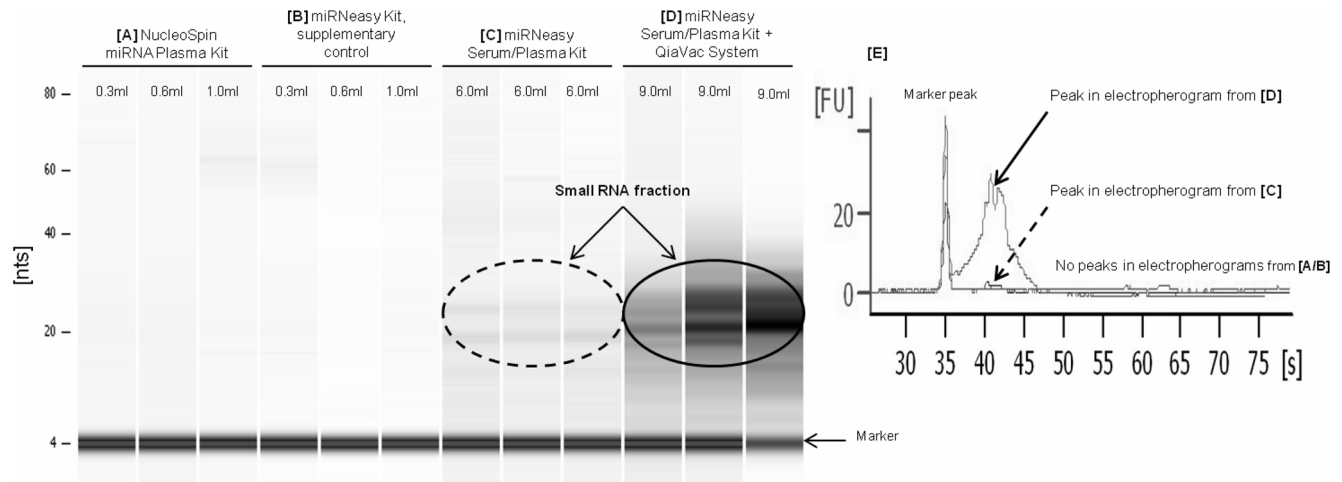 [A] NucleoSpin
miRNA Plasma Kit
[B] miRNeasy Kit,
supplementary
control
[C] miRNeasy
Serum/Plasma Kit
[D] miRNeasy
Serum/Plasma Kit +
QiaVac System
0.3ml 0.6ml 1.0ml 0.3ml 0.6ml 1.0ml 6.0ml 6.0ml 6.0ml 9.0ml 9.0ml 9.0ml
[nts]
80
60
40
20
4
Small RNA fraction
Marker
[E]
[FU]
20
0
Marker peak
Peak in electropherogram from [D]
Peak in electropherogram from [C]
No peaks in electropherograms from [A/B]
30 35 40 45 50 55 60 65 70 75 [s]